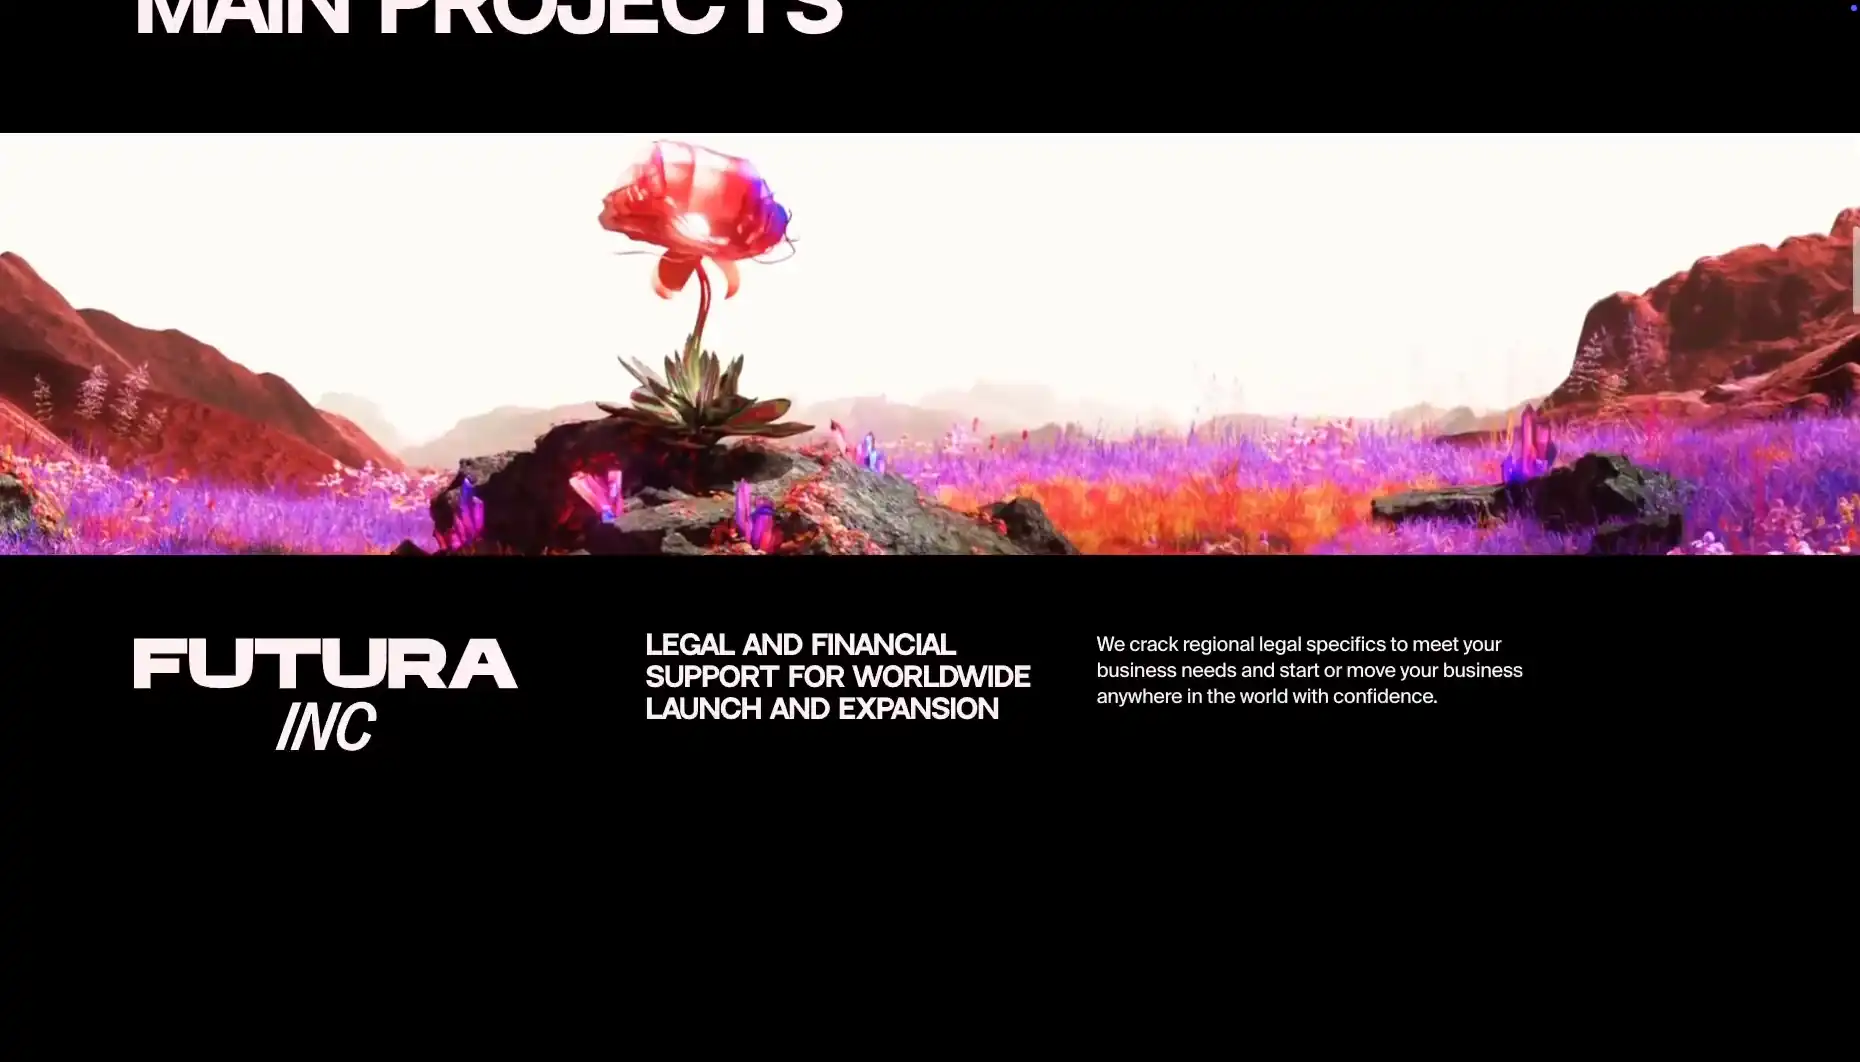 MAIN PROJECTS
FUTURA
INC
LEGAL AND FINANCIAL
SUPPORT FOR WORLDWIDE
LAUNCH AND EXPANSION
We crack regional legal specifics to meet your
business needs and start or move your business
anywhere in the world with confidence.